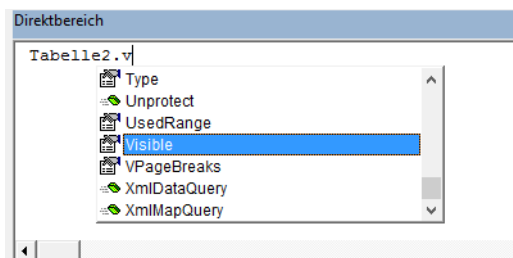 Direktbereich
Tabelle2.v
Type
Unprotect
UsedRange
Visible
VPageBreaks
XmlDataQuery
XmlMapQuery